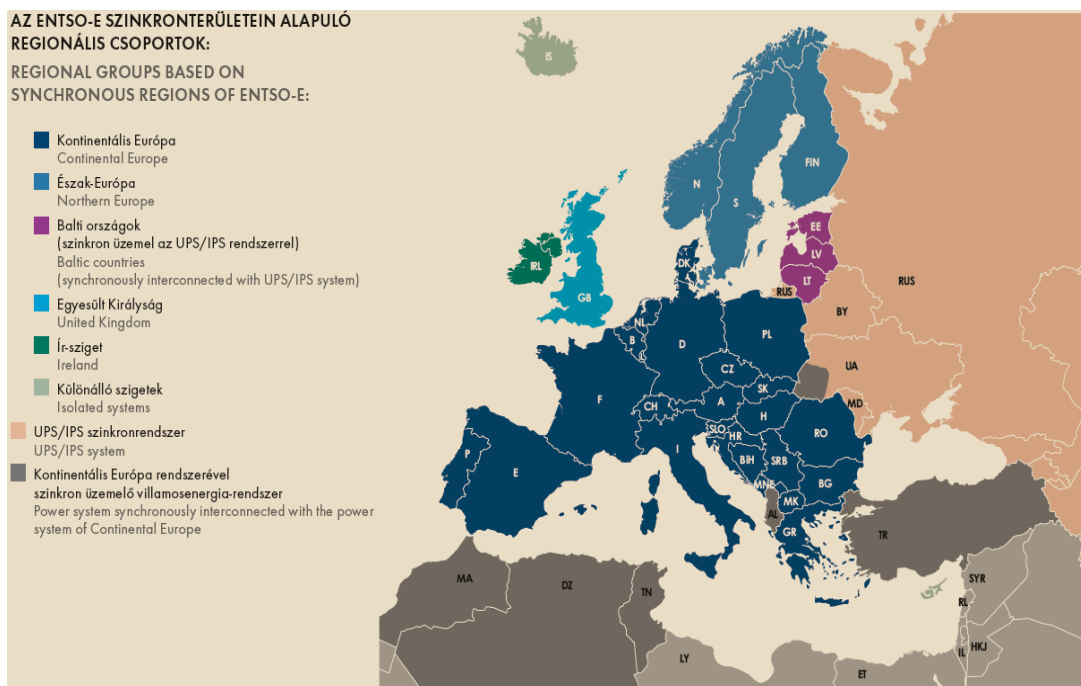 AZ ENTSO-E SZINKRONTERÜLETEIN ALAPULÓ
REGIONÁLIS CSOPORTOK:
REGIONAL GROUPS BASED ON
SYNCHRONOUS REGIONS OF ENTSO-E:
Kontinentális Európa
Continental Europe
Észak-Európa
Northern Europe
Balti országok
(szinkron üzemel az UPS/IPS rendszerrel)
Baltic countries
(synchronously interconnected with UPS/IPS system)
Egyesült Királyság
United Kingdom
Ír-sziget
Ireland
Különálló szigetek
Isolated systems
UPS/IPS szinkronrendszer
UPS/IPS system
Kontinentális Európa rendszerével
szinkron üzemelő villamosenergia-rendszer
Power system synchronously interconnected with the power
system of Continental Europe
IS
FIN
N
S
EE
LV
LT
DK
RUS
RUS
IRL
GB
BY
NL
B
L
D
PL
CZ
UA
SK
F
CH
A
H
MD
SLO
HR
RO
I
BiH
SRB
P
E
MNE
BG
MK
AL
GR
TR
MA
DZ
TN
CY
SYR
RL
IL
HKJ
LY
ET